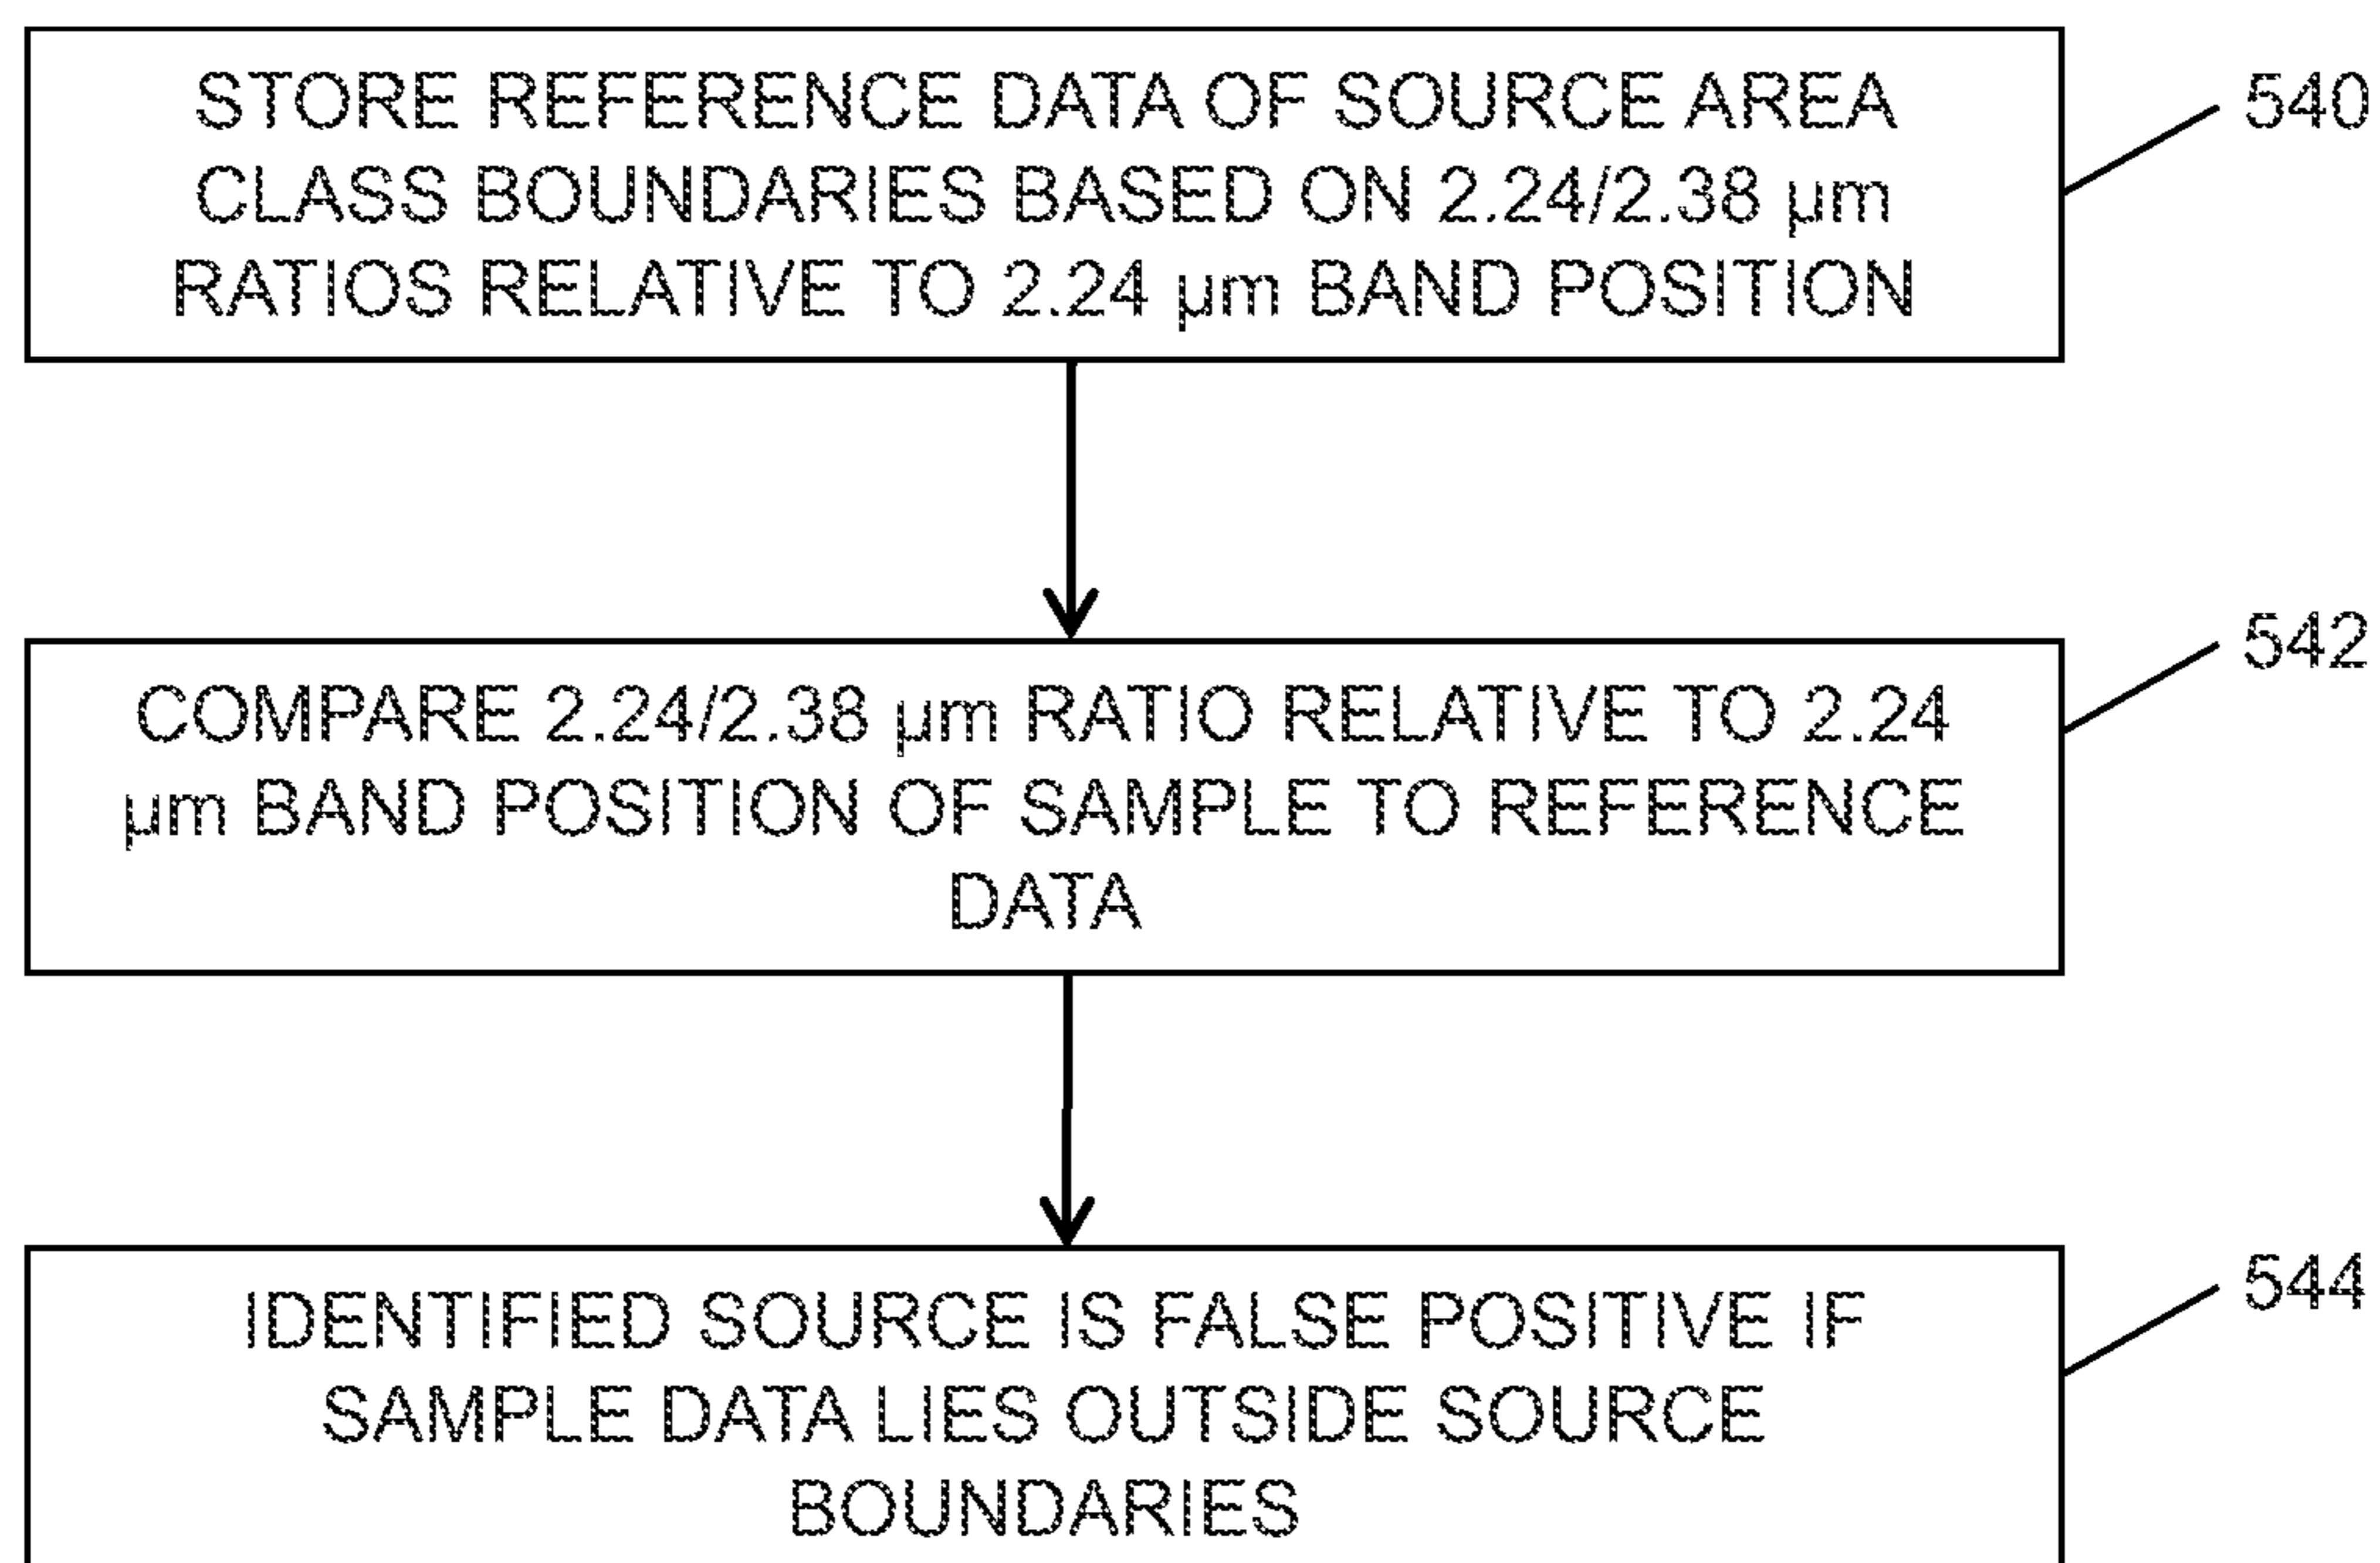 STORE REFERENCE DATA OF SOURCE AREA
CLASS BOUNDARIES BASED ON 2.24/2.38 µm
RATIOS RELATIVE TO 2.24 µm BAND POSITION
540
COMPARE 2.24/2.38 µm RATIO RELATIVE TO 2.24
µm BAND POSITION OF SAMPLE TO REFERENCE
DATA
542
IDENTIFIED SOURCE IS FALSE POSITIVE IF
SAMPLE DATA LIES OUTSIDE SOURCE
BOUNDARIES
544